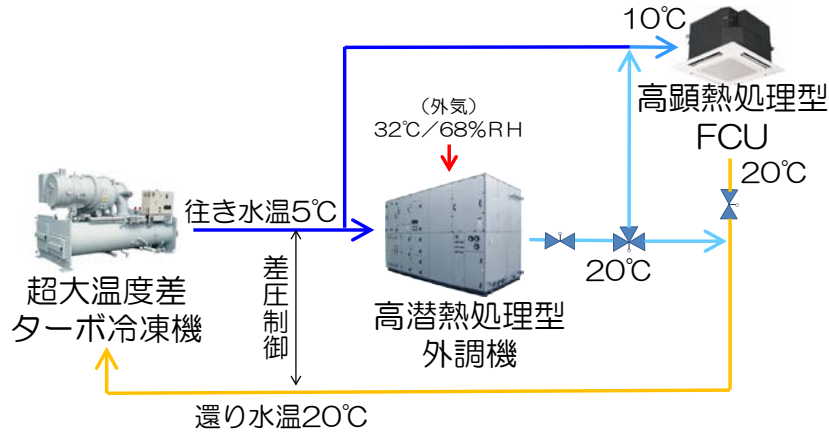 10℃
高顕熱処理型
FCU
20℃
（外気）
32℃／68%RH
往き水温5℃
20℃
差圧制御
超大温度差
ターボ冷凍機
高潜熱処理型
外調機
還り水温20℃